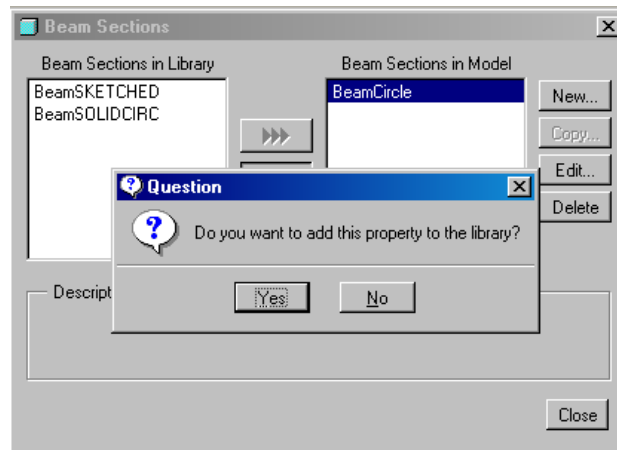 Beam Sections
Beam Sections in Library
Beam Sections in Model
BeamSKETCHED
BeamSOLIDCIRC
BeamCircle
New...
Copy...
Edit...
Delete
Question
Do you want to add this property to the library?
Yes
No
Descript
Close